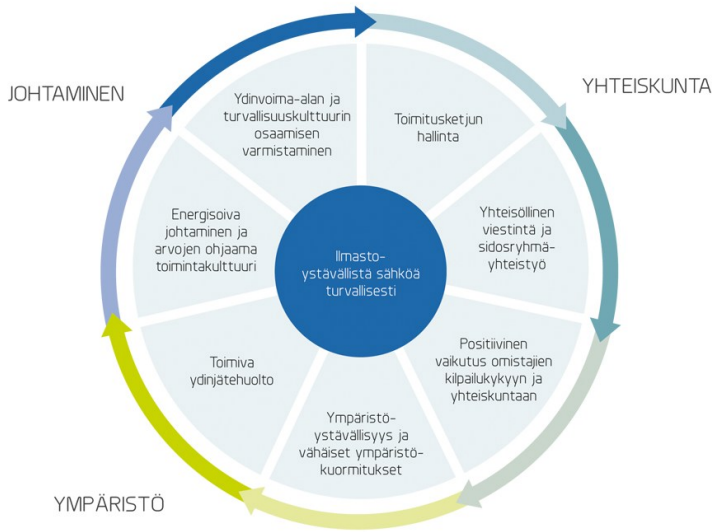 JOHTAMINEN
YHTEISKUNTA
Ydinvoima-alan ja
turvallisuuskulttuurin
osaamisen
varmistaminen
Toimitusketjun
hallinta
Energisoiva
johtaminen ja
arvojen ohjaama
toimintakulttuuri
Ilmasto-
ystävällistä sähköä
turvallisesti
Yhteisöllinen
viestintä ja
sidosryhmä-
yhteistyö
Toimiva
ydinjätehuolto
Positiivinen
vaikutus omistajien
kilpailukykyyn ja
yhteiskuntaan
Ympäristö-
ystävällisyys ja
vähäiset ympäristö-
kuormitukset
YMPÄRISTÖ